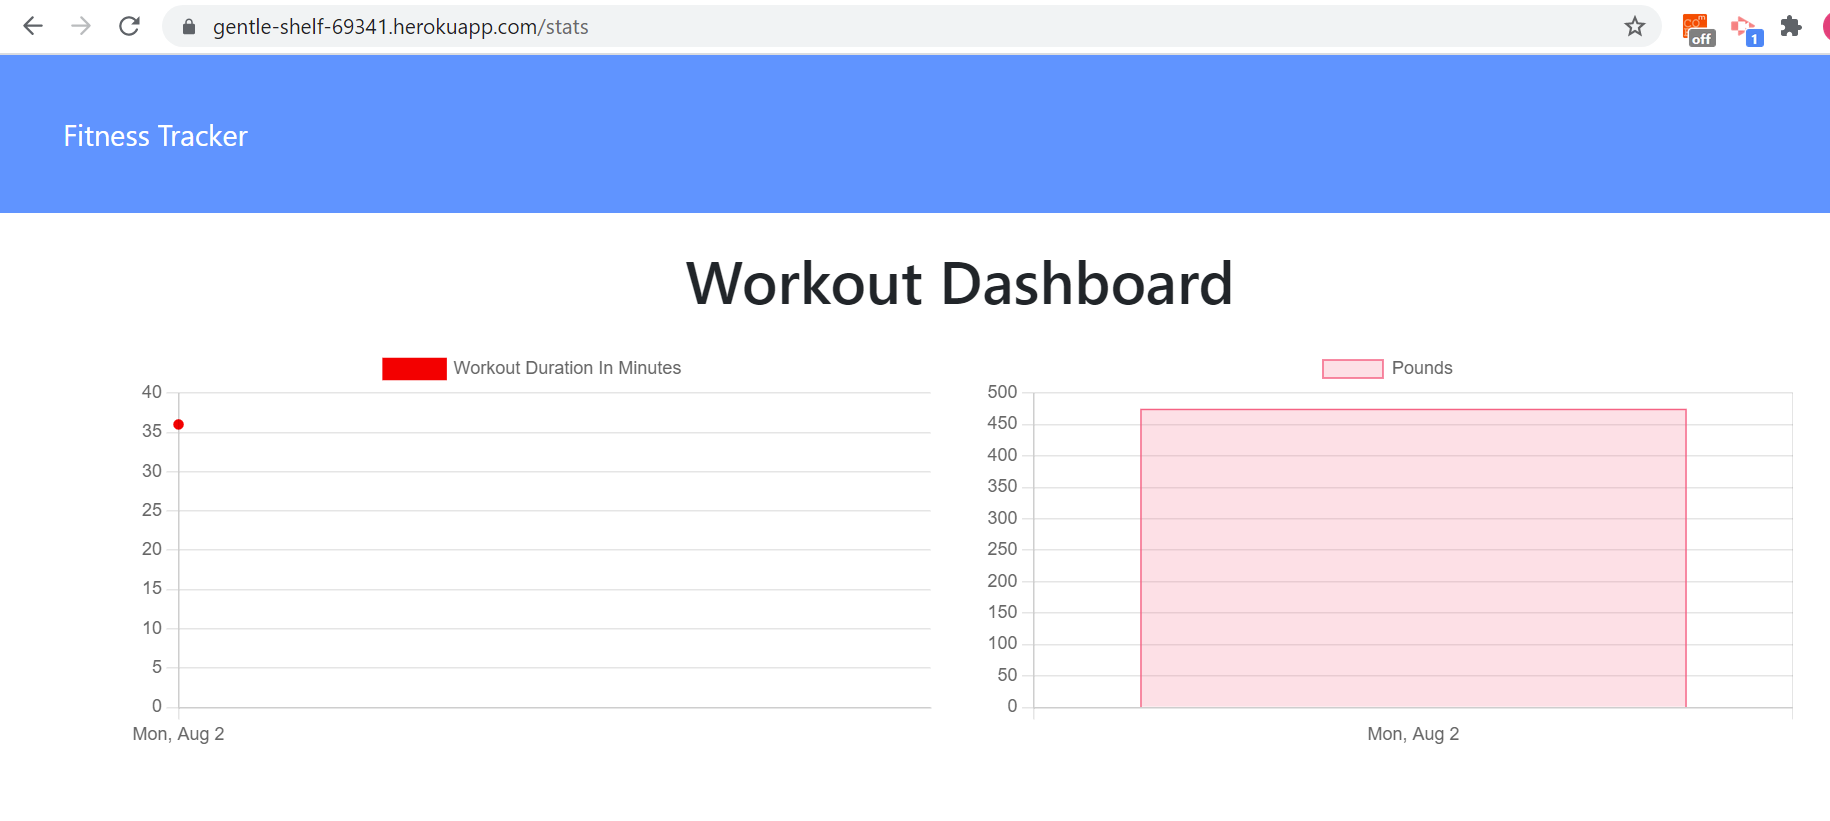 gentle-shelf-69341.herokuapp.com/stats
off
1
Fitness Tracker
Workout Dashboard
Workout Duration In Minutes
40
35
30
25
20
15
10
5
0
Mon, Aug 2
Pounds
500
450
400
350
300
250
200
150
100
50
0
Mon, Aug 2